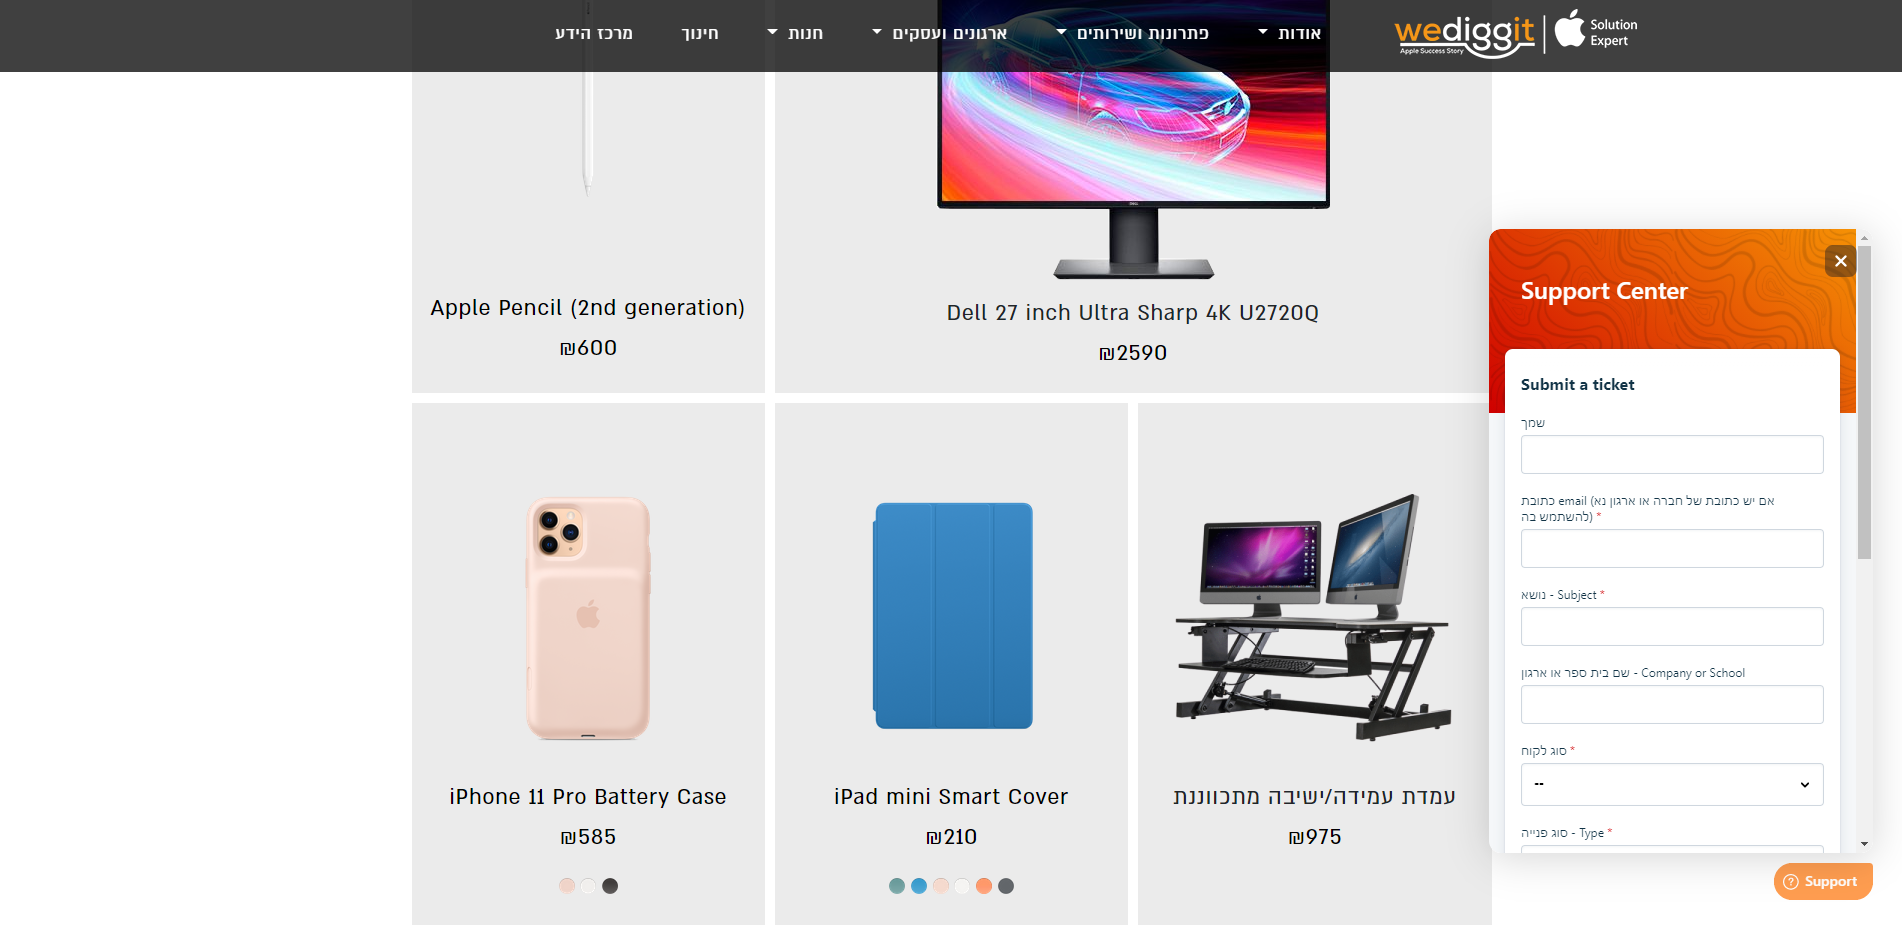 אודות
פתרונות ושירותים
ארגונים ועסקים
חנות
חינוך
מרכז הידע
wediggit
Apple Success Story
Solution
Expert
Apple Pencil (2nd generation)
₪600
DELL
Dell 27 inch Ultra Sharp 4K U2720Q
₪2590
iPhone 11 Pro Battery Case
₪585
iPad mini Smart Cover
₪210
עמדת עמידה/ישיבה מתכווננת
₪975
Support Center
Submit a ticket
שמך
כתובת email (אם יש כתובת של חברה או ארגון נא
להשתמש בה) *
נושא - Subject *
שם בית ספר או ארגון - Company or School
סוג לקוח *
--
סוג פנייה - Type *
Support